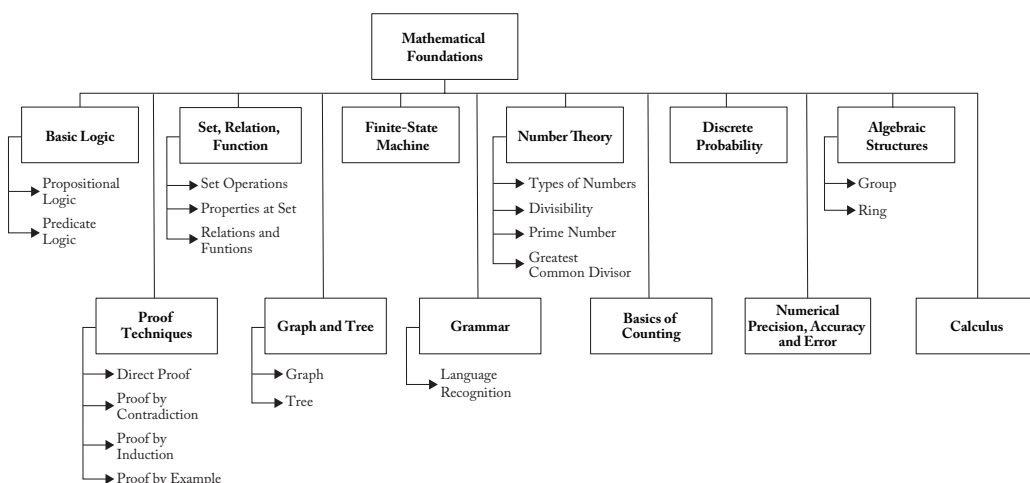 Mathematical
Foundations
Basic Logic
Propositional
Logic
Predicate
Logic
Set, Relation,
Function
Set Operations
Properties at Set
Relations and
Funtions
Finite-State
Machine
Number Theory
Types of Numbers
Divisibility
Prime Number
Greatest
Common Divisor
Discrete
Probability
Algebraic
Structures
Group
Ring
Proof
Techniques
Direct Proof
Proof by
Contradiction
Proof by
Induction
Proof by Example
Graph and Tree
Graph
Tree
Grammar
Language
Recognition
Basics of
Counting
Numerical
Precision, Accuracy
and Error
Calculus